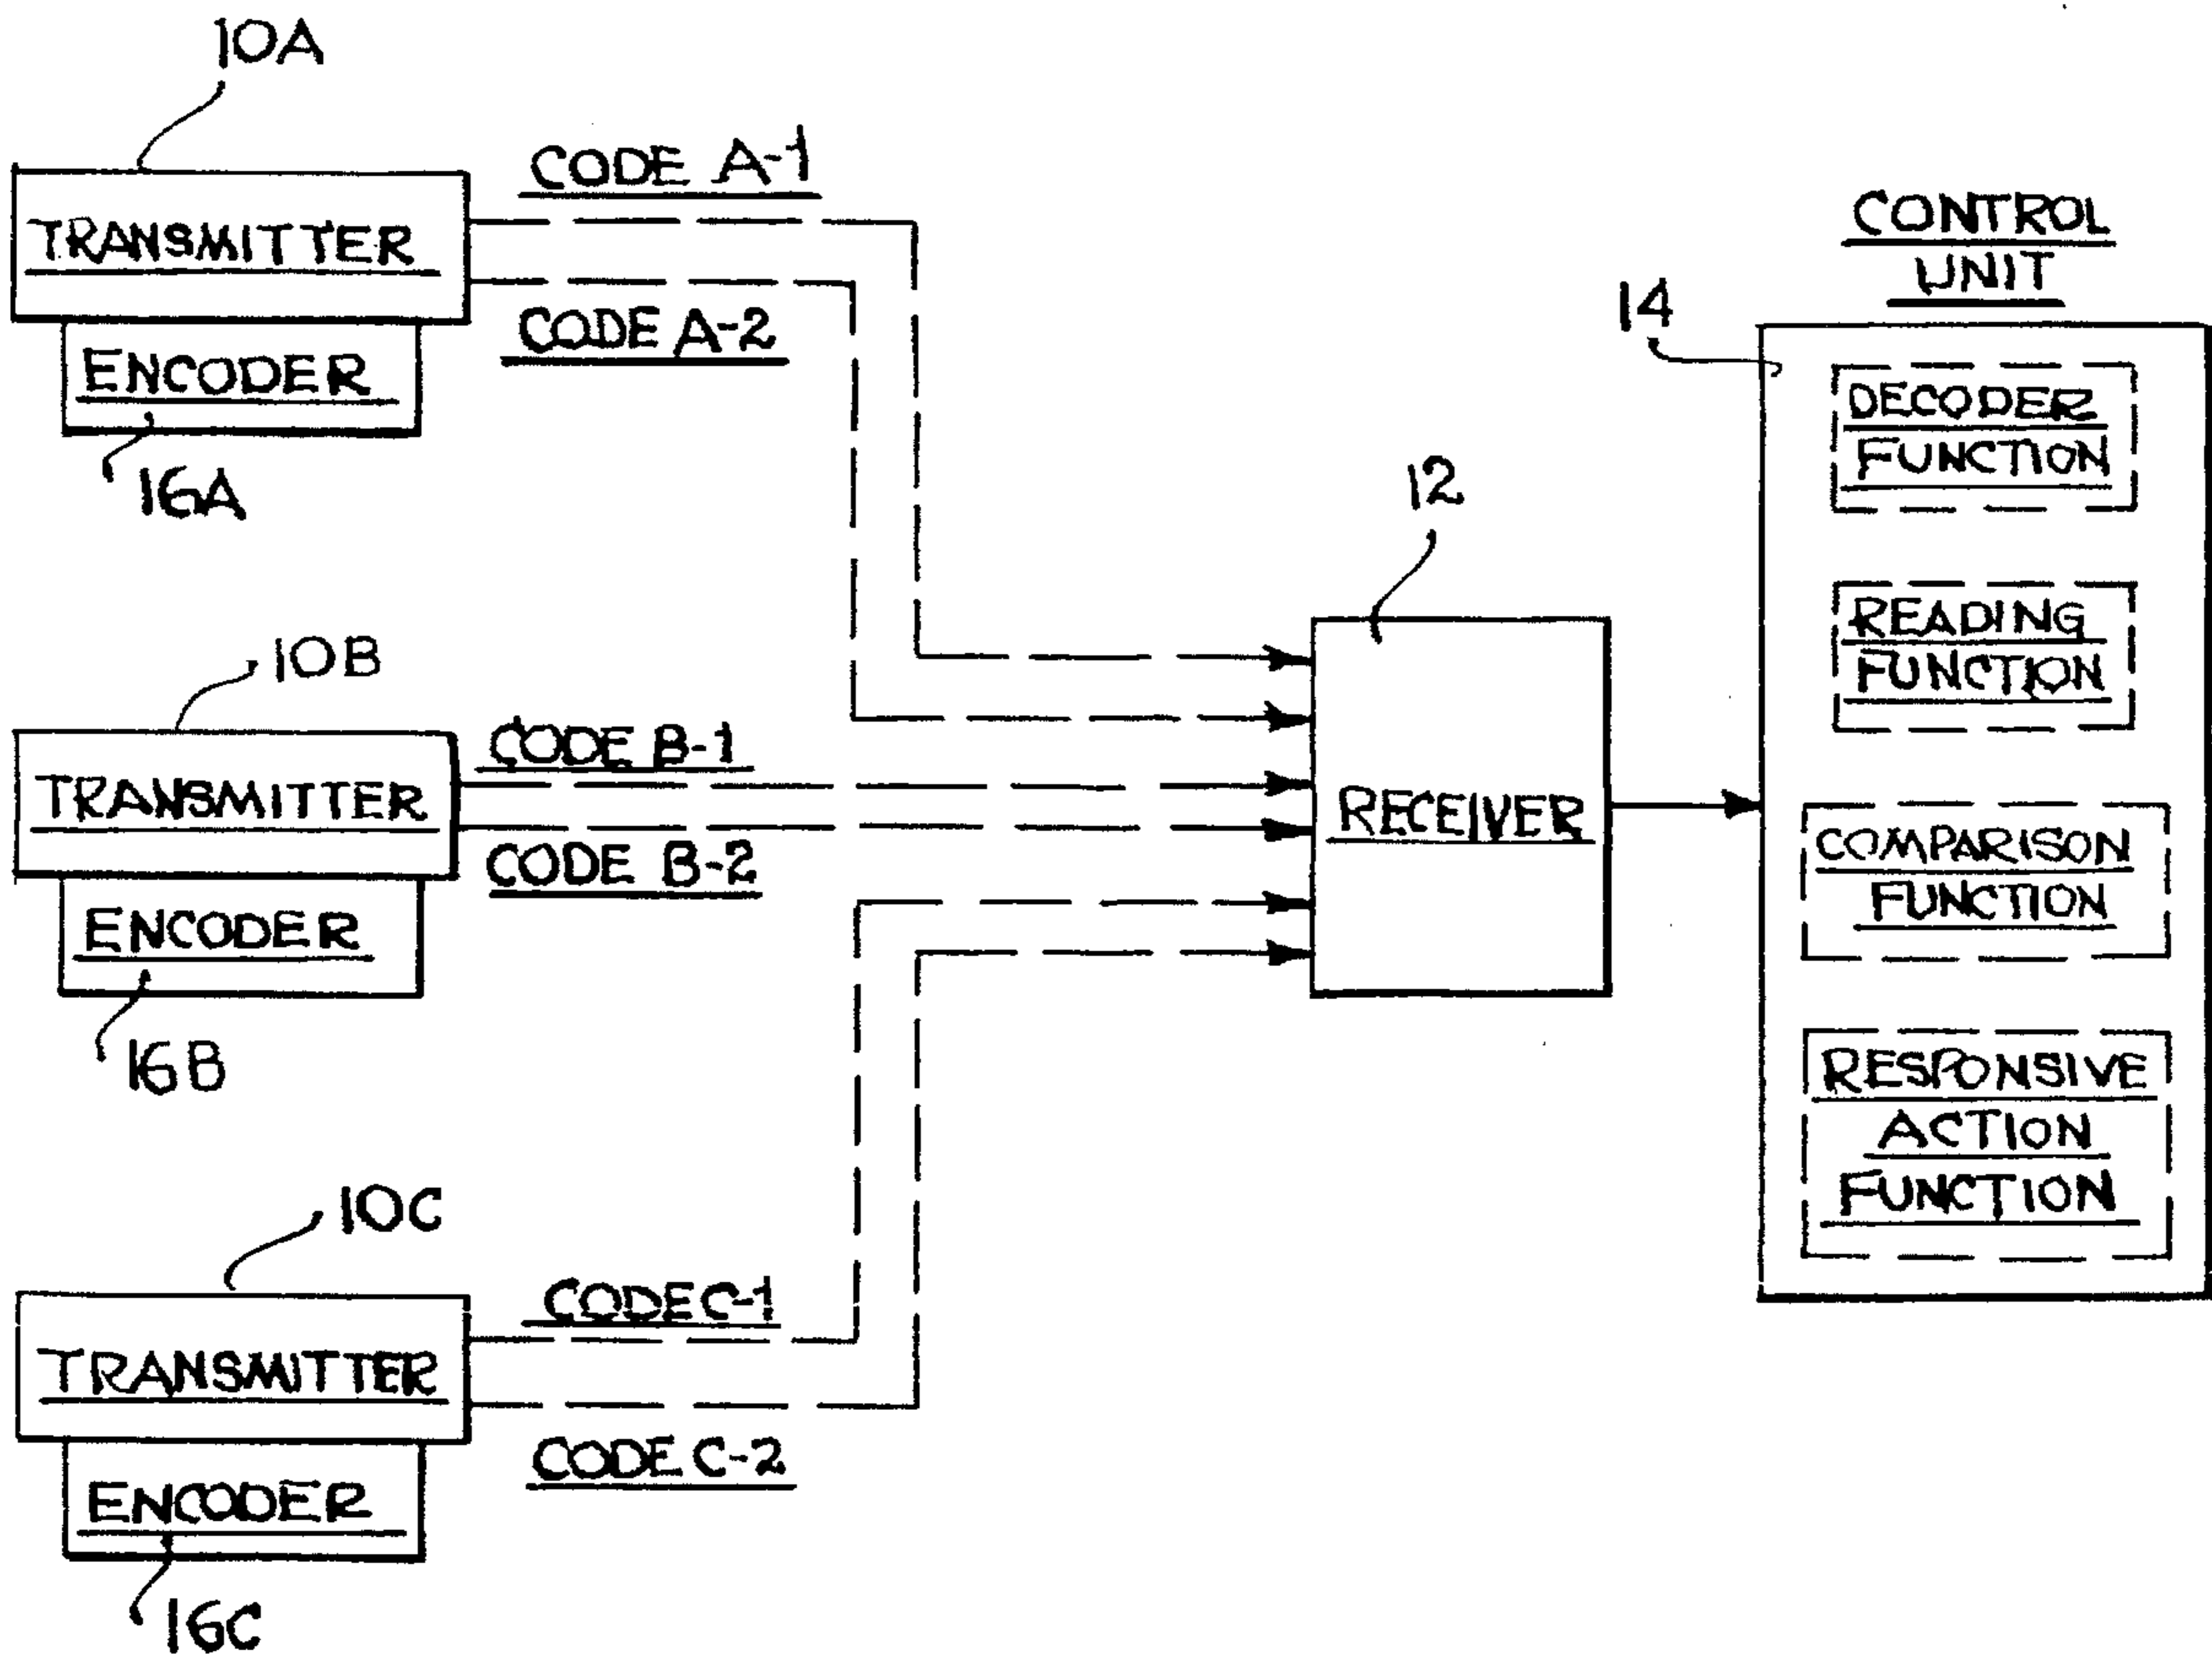 10A
TRANSMITTER
ENCODER
16A
CODE A-1
CODE A-2
10B
TRANSMITTER
ENCODER
16B
CODE B-1
CODE B-2
10C
TRANSMITTER
ENCODER
16C
CODE C-1
CODE C-2
12
RECEIVER
CONTROL
UNIT
14
DECODER
FUNCTION
READING
FUNCTION
COMPARISON
FUNCTION
RESPONSIVE
ACTION
FUNCTION